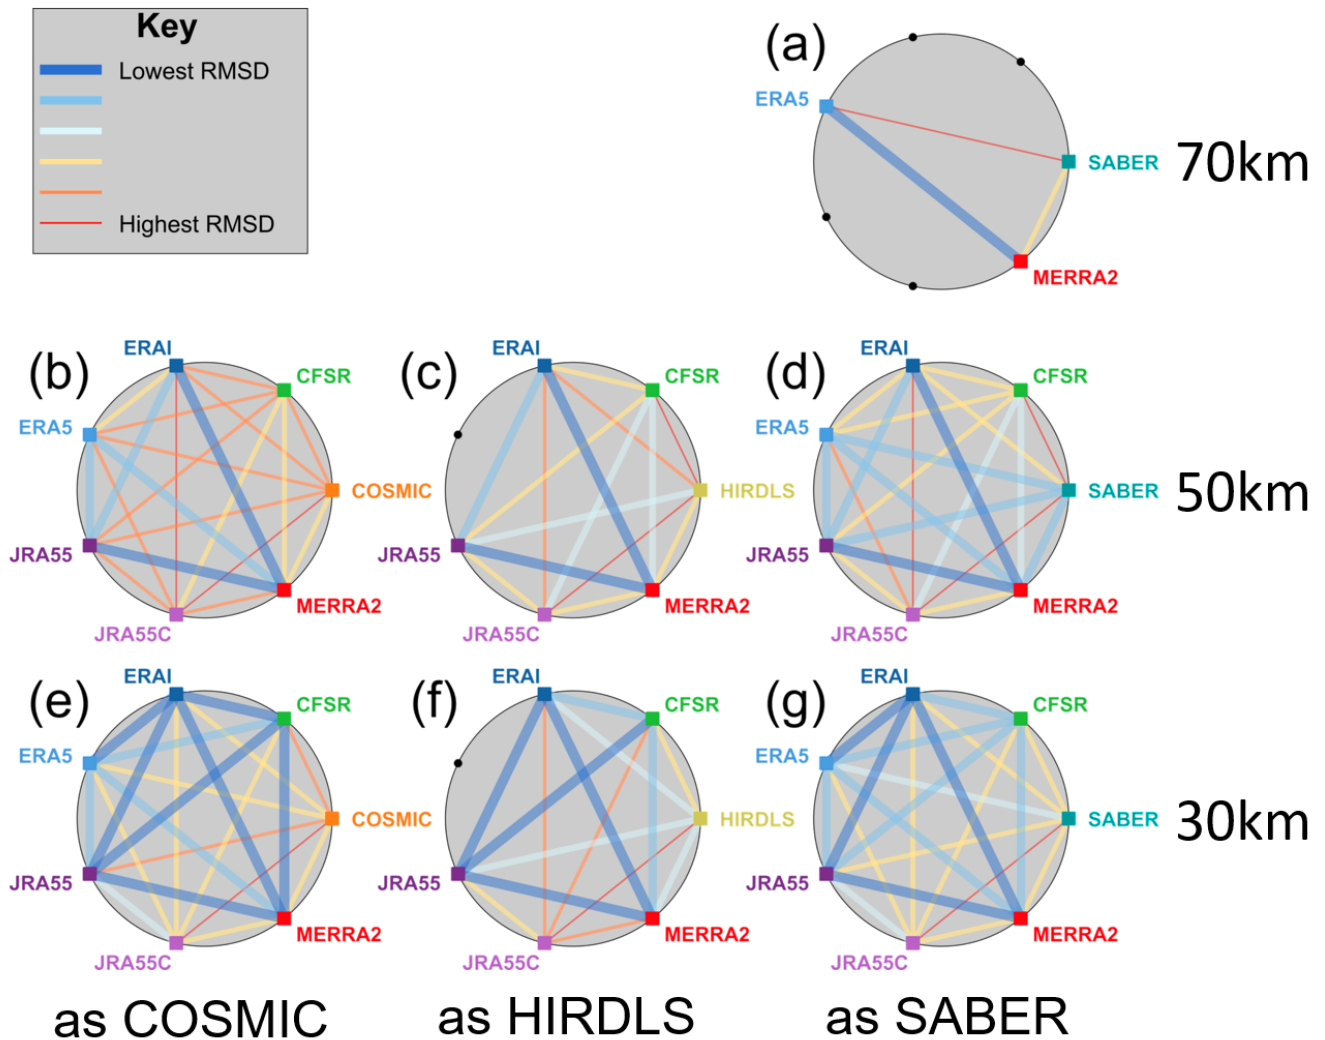 Key
Lowest RMSD
Highest RMSD
(a)
ERA5
SABER
MERRA2
70km
(b)
ERAI
CFSR
ERA5
COSMIC
JRA55
MERRA2
JRA55C
(c)
ERAI
CFSR
HIRDLS
JRA55
MERRA2
JRA55C
(d)
ERAI
CFSR
ERA5
SABER
JRA55
MERRA2
JRA55C
50km
(e)
ERAI
CFSR
ERA5
COSMIC
JRA55
MERRA2
JRA55C
(f)
ERAI
CFSR
HIRDLS
JRA55
MERRA2
JRA55C
(g)
ERAI
CFSR
ERA5
SABER
JRA55
MERRA2
JRA55C
30km
as COSMIC
as HIRDLS
as SABER